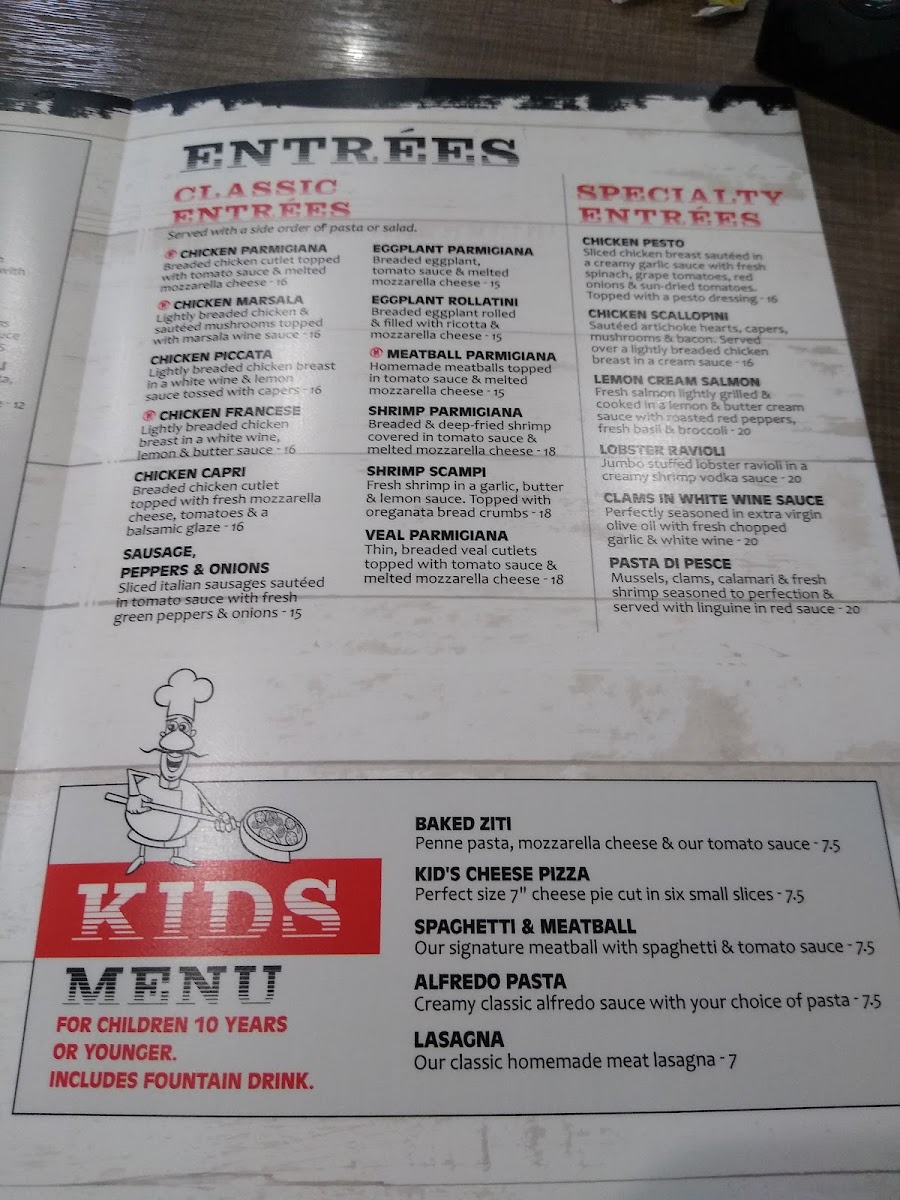 ENTRÉES
CLASSIC
ENTRÉES
Served with a side order of pasta or salad.
CHICKEN PARMIGIANA
Breaded chicken cutlet topped
with tomato sauce & melted
mozzarella cheese - 16
CHICKEN MARSALA
Lightly breaded chicken &
sautéed mushrooms topped
with marsala wine sauce - 16
CHICKEN PICCATA
Lightly breaded chicken breast
in a white wine & lemon
sauce tossed with capers - 16
CHICKEN FRANCESE
Lightly breaded chicken
breast in a white wine,
lemon & butter sauce - 16
CHICKEN CAPRI
Breaded chicken cutlet
topped with fresh mozzarella
cheese, tomatoes & a
balsamic glaze - 16
SAUSAGE,
PEPPERS & ONIONS
Sliced italian sausages sautéed
in tomato sauce with fresh
green peppers & onions - 15
EGGPLANT PARMIGIANA
Breaded eggplant,
tomato sauce & melted
mozzarella cheese - 15
EGGPLANT ROLLATINI
Breaded eggplant rolled
& filled with ricotta &
mozzarella cheese - 15
MEATBALL PARMIGIANA
Homemade meatballs topped
in tomato sauce & melted
mozzarella cheese - 15
SHRIMP PARMIGIANA
Breaded & deep-fried shrimp
covered in tomato sauce &
melted mozzarella cheese - 18
SHRIMP SCAMPI
Fresh shrimp in a garlic, butter
& lemon sauce. Topped with
oreganata bread crumbs - 18
VEAL PARMIGIANA
Thin, breaded veal cutlets
topped with tomato sauce &
melted mozzarella cheese - 18
SPECIALTY
ENTRÉES
CHICKEN PESTO
Sliced chicken breast sautéed in
a creamy garlic sauce with fresh
spinach, grape tomatoes, red
onions & sun-dried tomatoes.
Topped with a pesto dressing - 16
CHICKEN SCALLOPINI
Sautéed artichoke hearts, capers,
mushrooms & bacon. Served
over a lightly breaded chicken
breast in a cream sauce - 16
LEMON CREAM SALMON
Fresh salmon lightly grilled &
cooked in a lemon & butter cream
sauce with roasted red peppers,
fresh basil & broccoli - 20
LOBSTER RAVIOLI
Jumbo stuffed lobster ravioli in a
creamy shrimp vodka sauce - 20
CLAMS IN WHITE WINE SAUCE
Perfectly seasoned in extra virgin
olive oil with fresh chopped
garlic & white wine - 20
PASTA DI PESCE
Mussels, clams, calamari & fresh
shrimp seasoned to perfection &
served with linguine in red sauce - 20
KIDS
MENU
FOR CHILDREN 10 YEARS
OR YOUNGER.
INCLUDES FOUNTAIN DRINK.
BAKED ZITI
Penne pasta, mozzarella cheese & our tomato sauce - 7.5
KID'S CHEESE PIZZA
Perfect size 7" cheese pie cut in six small slices - 7.5
SPAGHETTI & MEATBALL
Our signature meatball with spaghetti & tomato sauce - 7.5
ALFREDO PASTA
Creamy classic alfredo sauce with your choice of pasta - 7.5
LASAGNA
Our classic homemade meat lasagna - 7